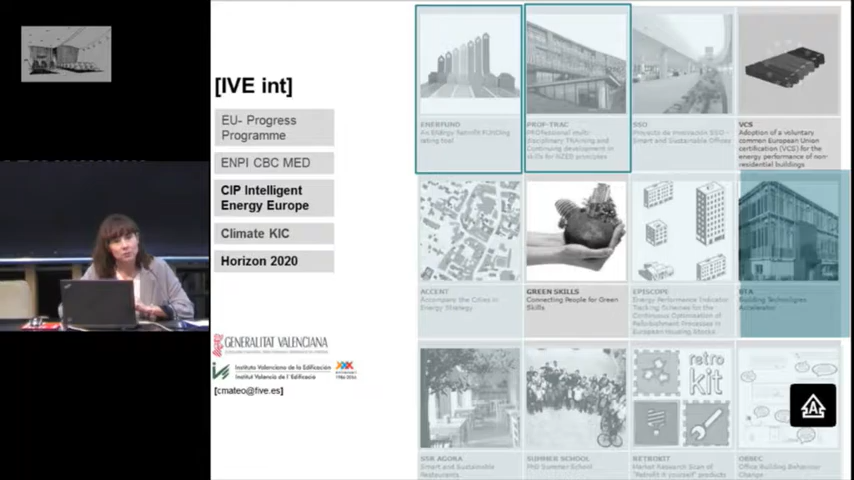 [IVE int]
EU- Progress
Programme
ENPI CBC MED
CIP Intelligent
Energy Europe
Climate KIC
Horizon 2020
GENERALITAT VALENCIANA
Instituto Valenciano de la Edificación
Institut Valencià de l'Edificació
[cmateo@five.es]
ENERFUND
An ENergy Retrofit FUNDing
rating tool
PROF-TRAC
PROfessional multi-
disciplinary TRAining and
Continuing development in
skills for NZEB principles
SSO
Proyecto de innovación SSO -
Smart and Sustainable Offices
VCS
Adoption of a voluntary
common European Union
certification (VCS) for the
energy performance of non-
residential buildings
ACCENT
the Cities in
Energy Strategy
GREEN SKILLS
Connecting People for Green
Skills
EPISCOPE
Energy Performance Indicator
Tracking Schemes for the
Continuous Optimisation of
Refurbishment Processes in
European Housing Stocks
BTA
Building Technologies
Accelerator
SSR AGORA
Smart and Sustainable
Restaurants
SUMMER SCHOOL
PhD Summer School
retro
kit
RETROKIT
Market Research Scan of
"Retrofit it yourself" products
OBBEC
Office Building Behaviour
Change